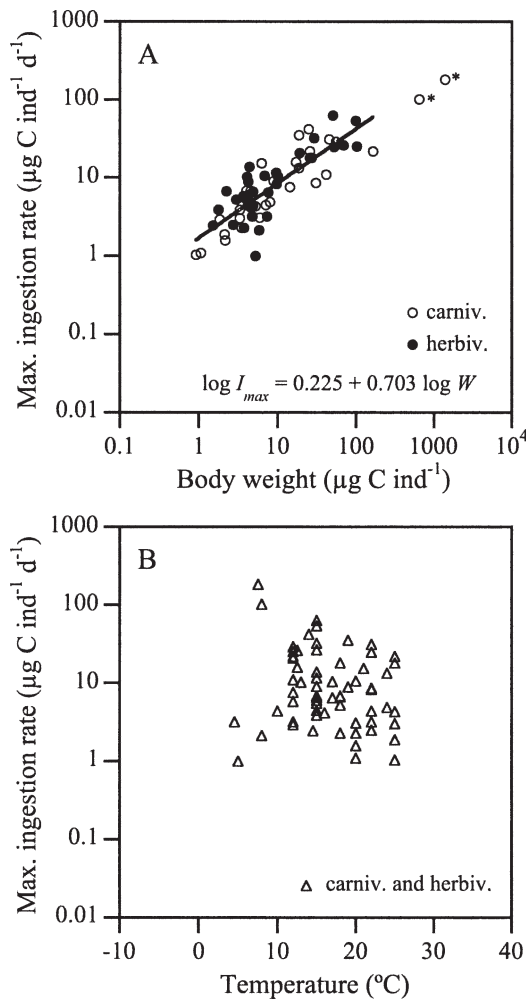 1000
A
100
*
*
10
1
carniv.
0.1
herbiv.
log Imax = 0.225 + 0.703 log W
0.01
0.1 1 10 100 1000 10⁴
Body weight (µg C ind⁻¹)
Max. ingestion rate (µg C ind⁻¹ d⁻¹)
1000
B
100
10
1
0.1
carniv. and herbiv.
0.01
-10 0 10 20 30 40
Temperature (ºC)
Max. ingestion rate (µg C ind⁻¹ d⁻¹)